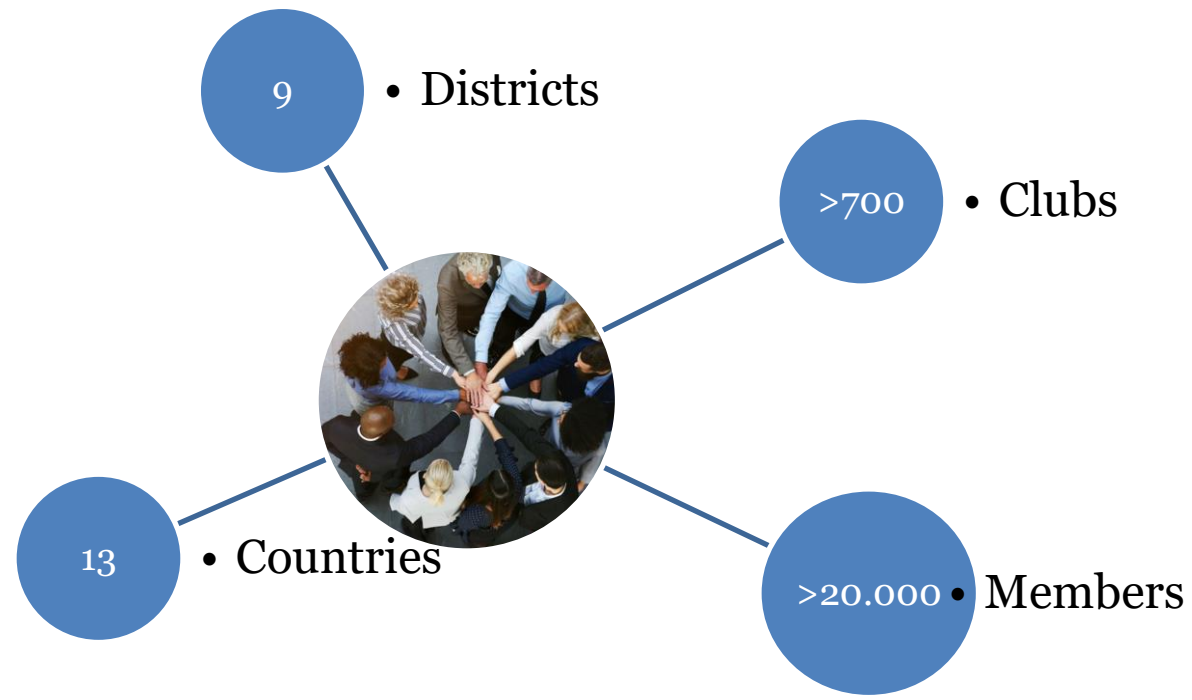 9
• Districts
>700
• Clubs
13
• Countries
>20.000
• Members